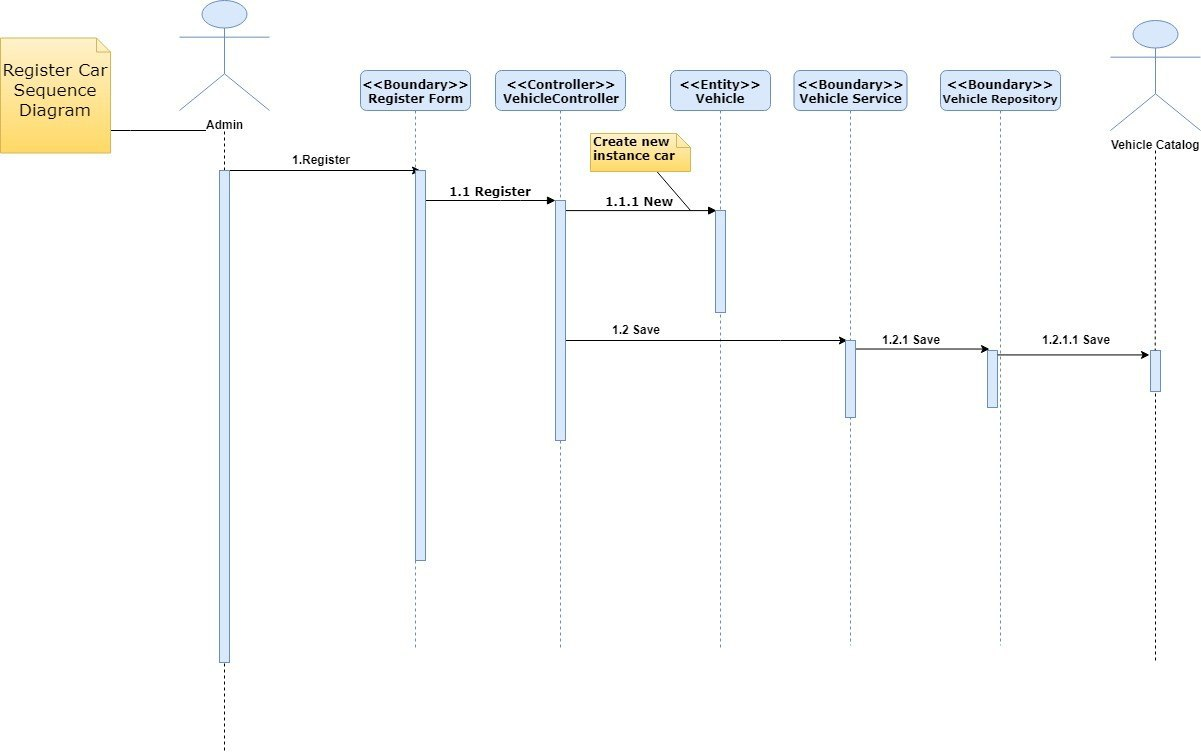 Register Car
Sequence
Diagram
Admin
<<Boundary>>
Register Form
<<Controller>>
VehicleController
<<Entity>>
Vehicle
<<Boundary>>
Vehicle Service
<<Boundary>>
Vehicle Repository
Vehicle Catalog
Create new
instance car
1.Register
1.1 Register
1.1.1 New
1.2 Save
1.2.1 Save
1.2.1.1 Save